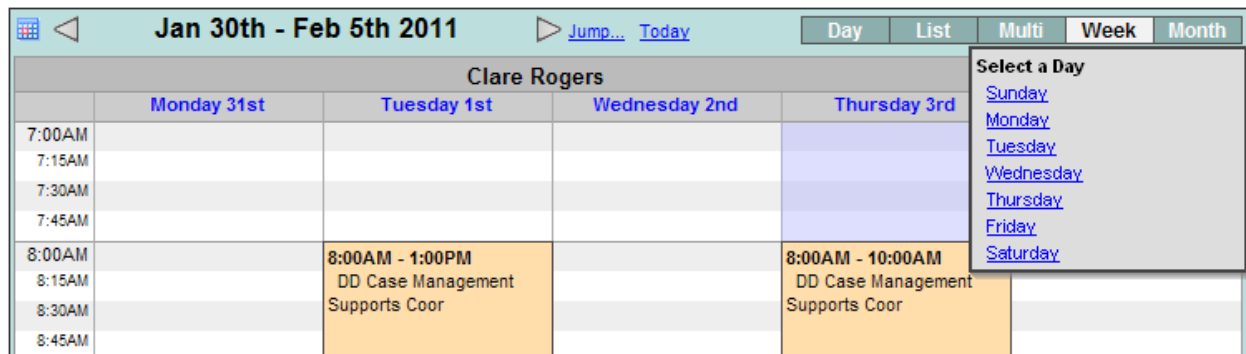 Jan 30th - Feb 5th 2011 Jump... Today Day List Multi Week Month
Clare Rogers
Monday 31st Tuesday 1st Wednesday 2nd Thursday 3rd
Select a Day
Sunday
Monday
Tuesday
Wednesday
Thursday
Friday
Saturday
7:00AM
7:15AM
7:30AM
7:45AM
8:00AM
8:15AM
8:30AM
8:45AM
8:00AM - 1:00PM
DD Case Management
Supports Coor
8:00AM - 10:00AM
DD Case Management
Supports Coor